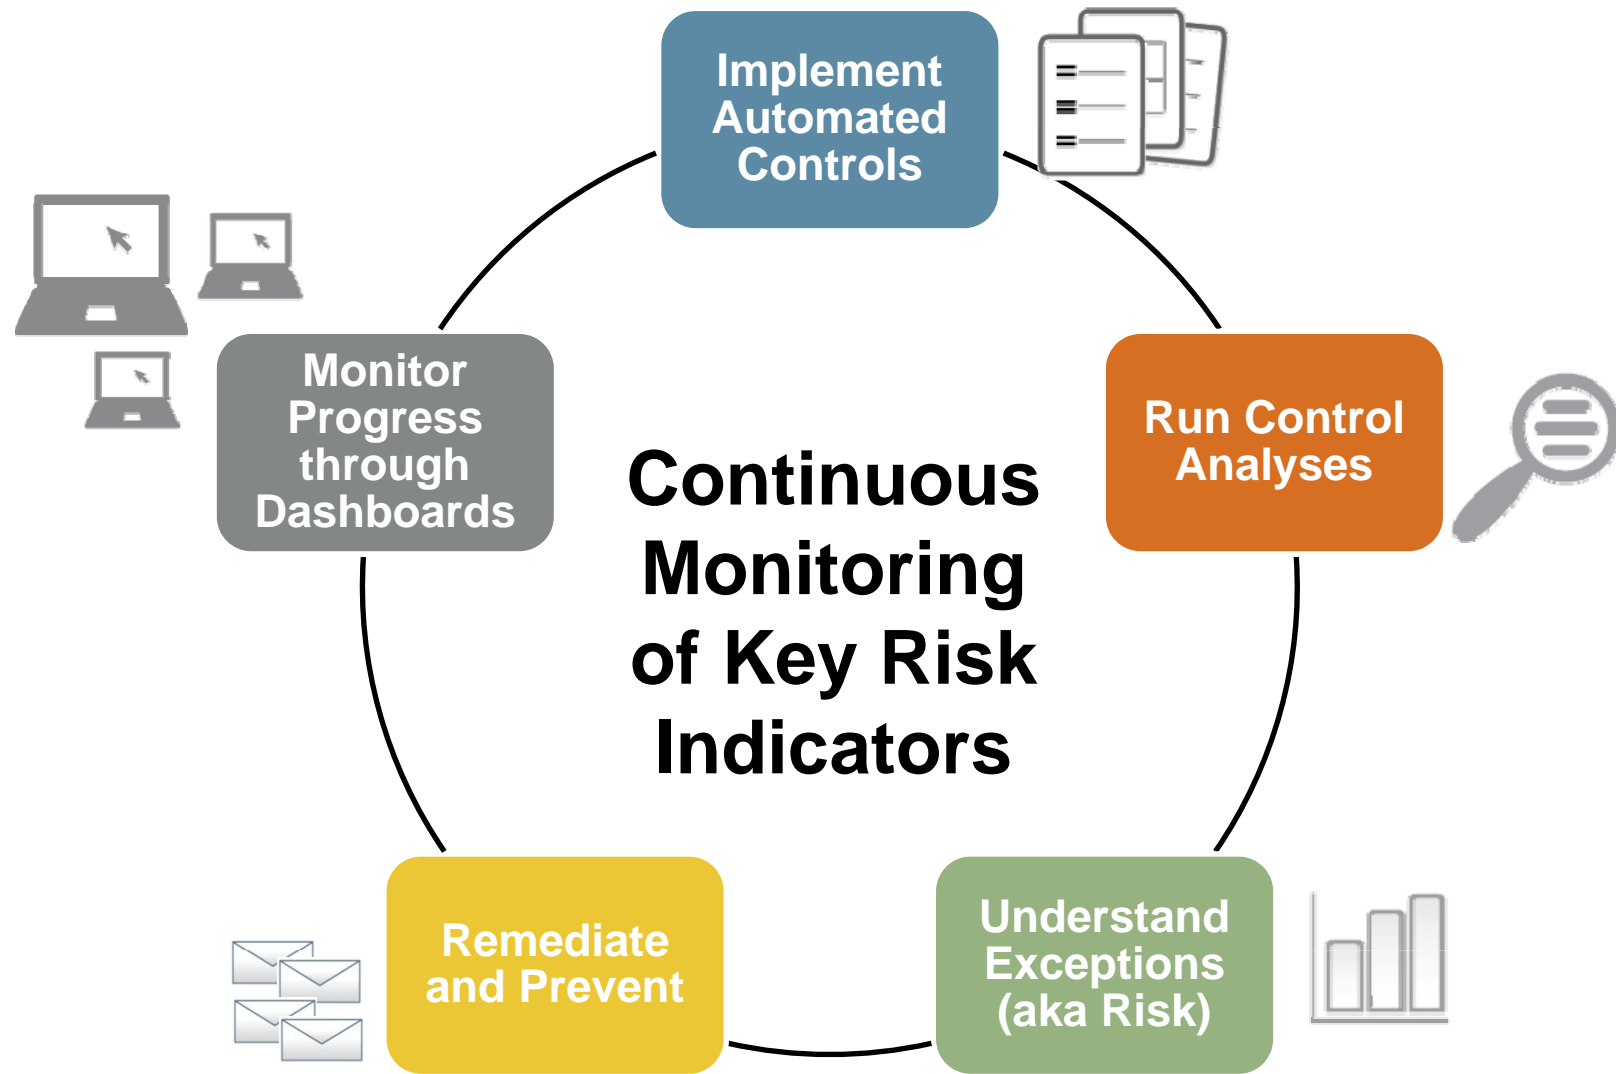 Implement
Automated
Controls
Run Control
Analyses
Understand
Exceptions
(aka Risk)
Remediate
and Prevent
Monitor
Progress
through
Dashboards
Continuous
Monitoring
of Key Risk
Indicators